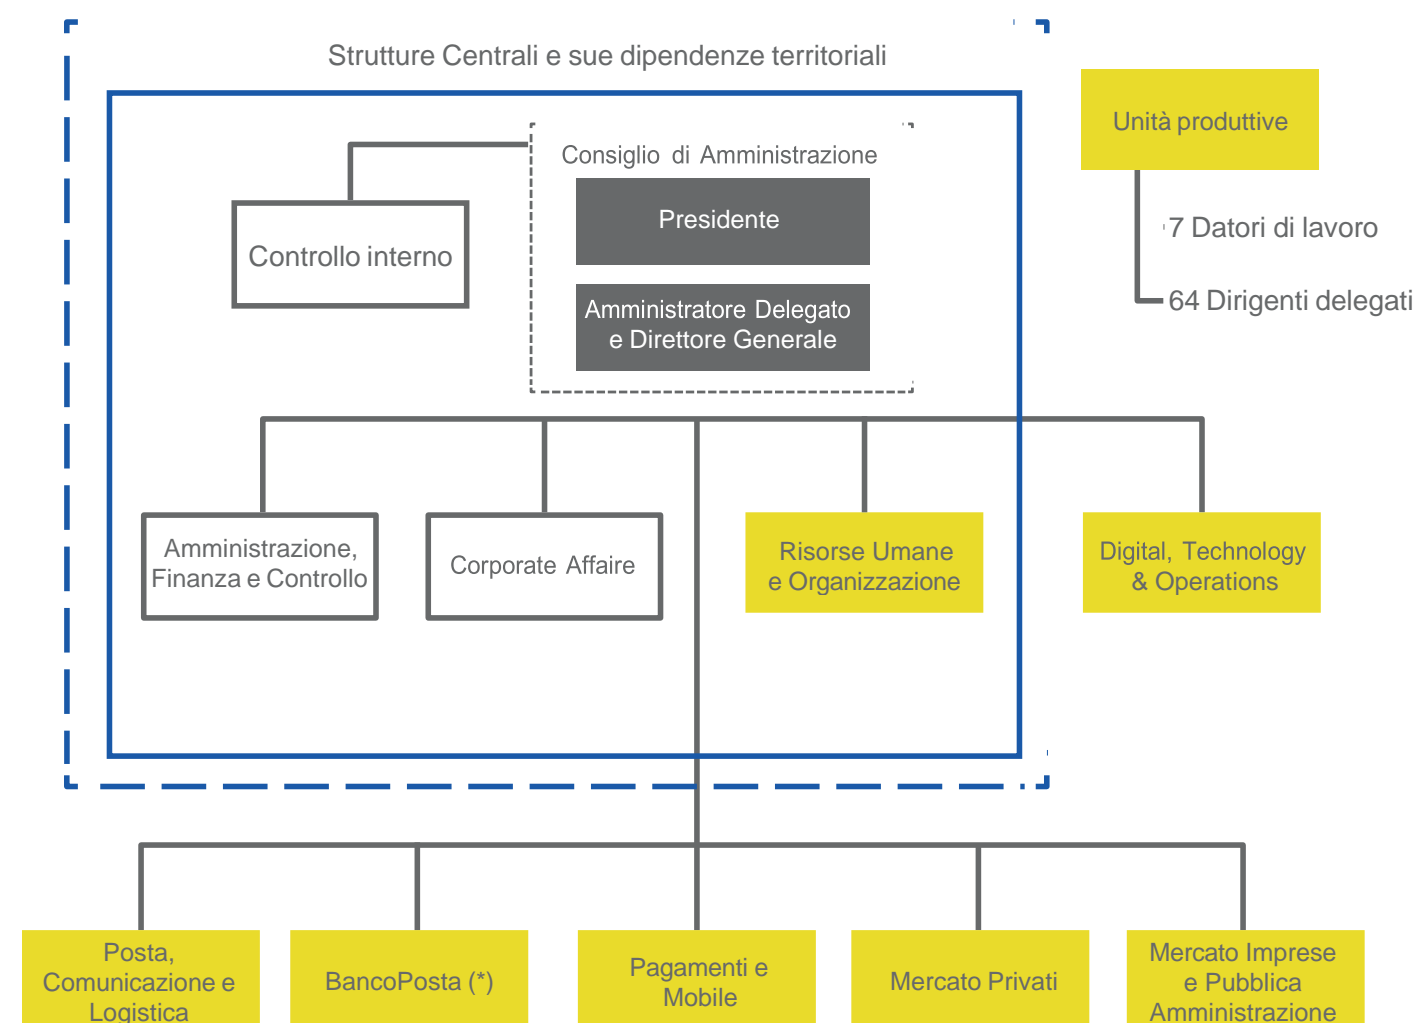 Strutture Centrali e sue dipendenze territoriali
Unità produttive
7 Datori di lavoro
64 Dirigenti delegati
Consiglio di Amministrazione
Presidente
Amministratore Delegato
e Direttore Generale
Controllo interno
Amministrazione,
Finanza e Controllo
Corporate Affaire
Risorse Umane
e Organizzazione
Digital, Technology
& Operations
Posta,
Comunicazione e
Logistica
BancoPosta (*)
Pagamenti e
Mobile
Mercato Privati
Mercato Imprese
e Pubblica
Amministrazione